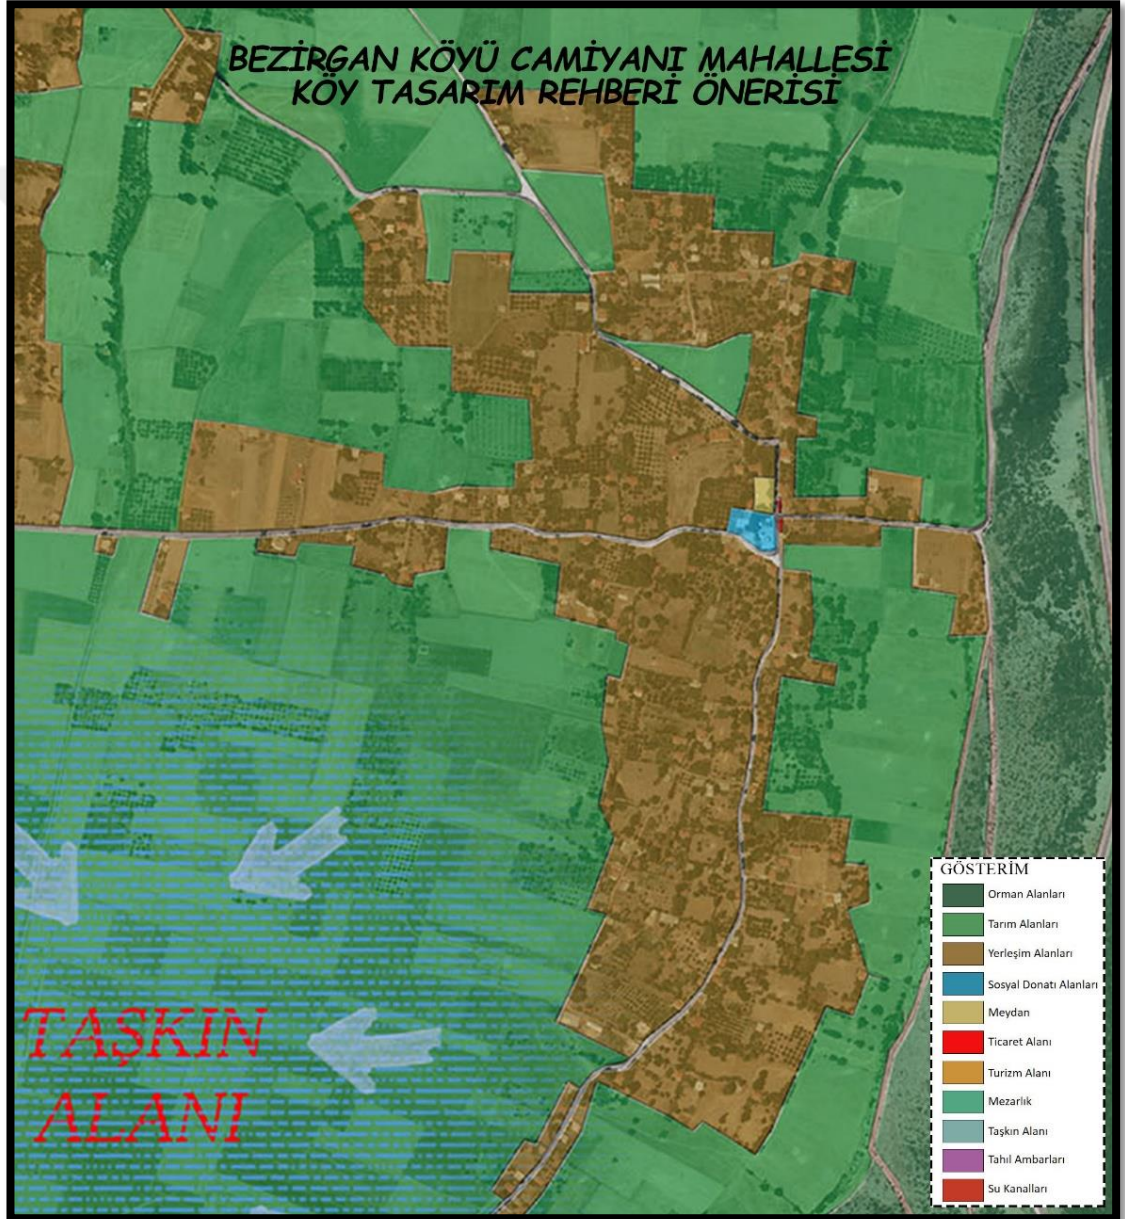 BEZİRGAN KÖYÜ CAMİYANI MAHALLESİ
KÖY TASARIM REHBERİ ÖNERİSİ
TAŞKIN
ALANI
GÖSTERİM
Orman Alanları
Tarım Alanları
Yerleşim Alanları
Sosyal Donatı Alanları
Meydan
Ticaret Alanı
Turizm Alanı
Mezarlık
Taşkın Alanı
Tahıl Ambarları
Su Kanalları